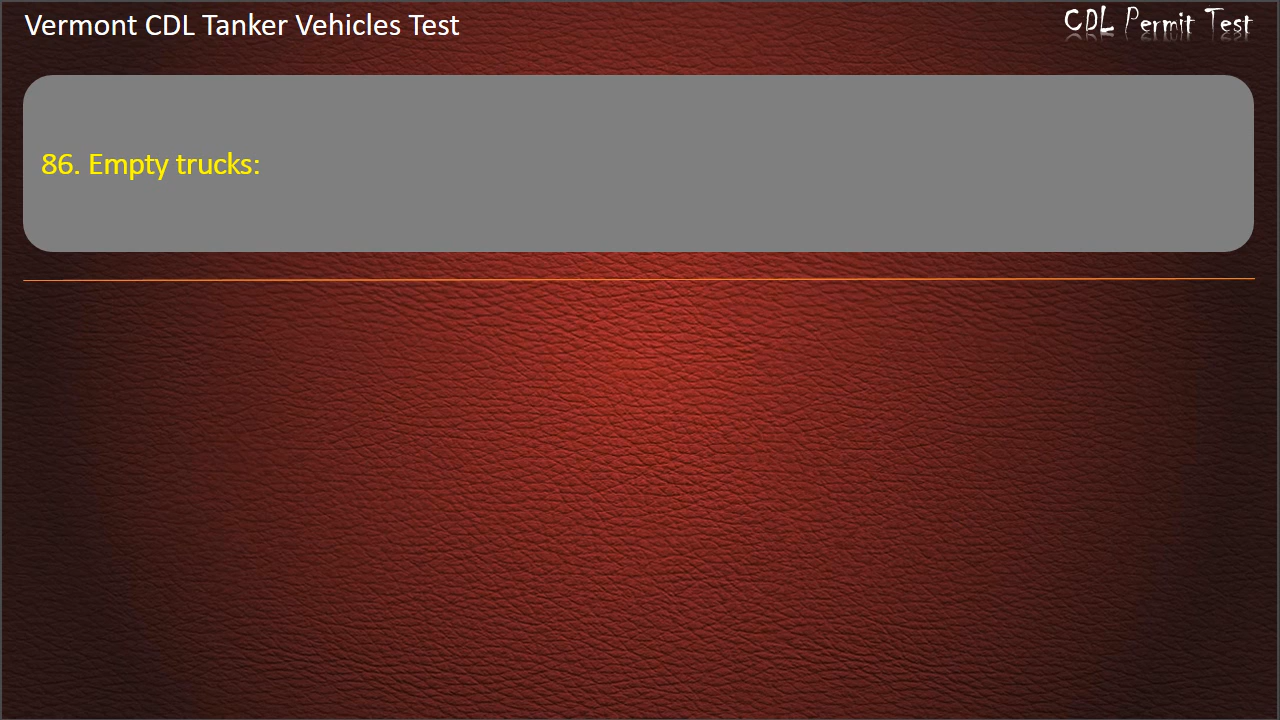 Vermont CDL Tanker Vehicles Test
CDL Permit Test
86. Empty trucks: